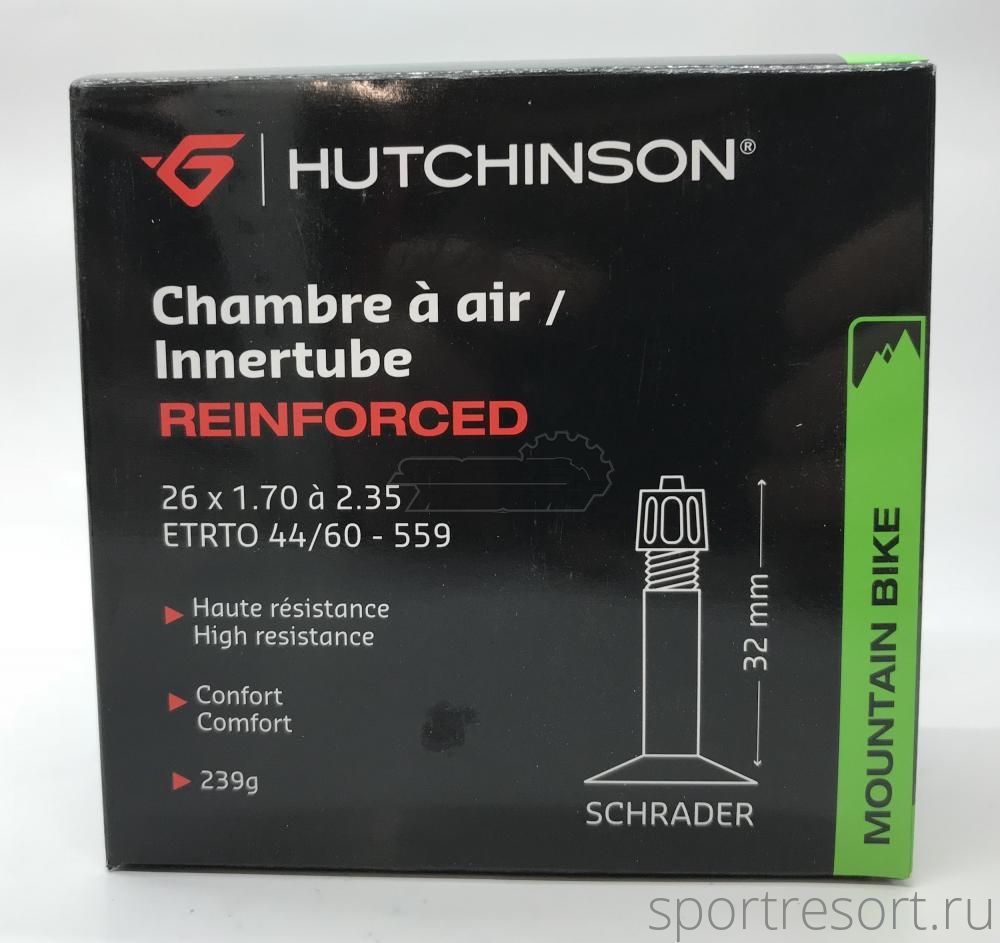 HUTCHINSON®
Chambre à air /
Innertube
REINFORCED
26 x 1.70 à 2.35
ETRTO 44/60 - 559
Haute résistance
High resistance
Confort
Comfort
239g
32 mm
SCHRADER
MOUNTAIN BIKE
sportresort.ru